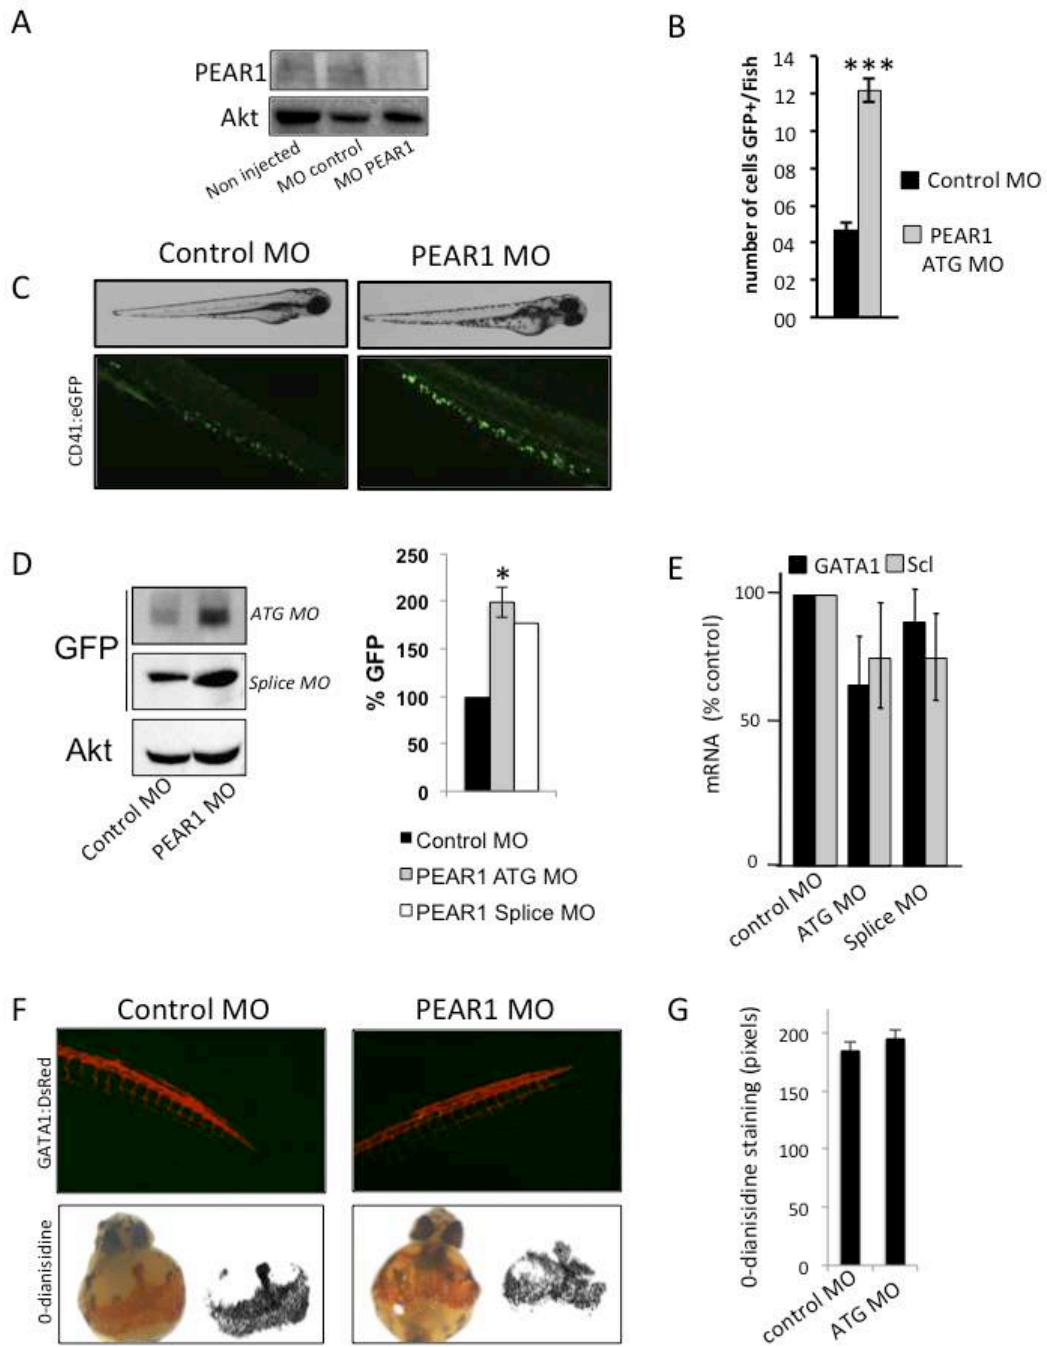 A
PEAR1
Akt
Non injected
MO control
MO PEAR1
B
number of cells GFP+/Fish
14
12
10
08
06
04
02
00
***
Control MO
PEAR1
ATG MO
C
Control MO
PEAR1 MO
CD41:eGFP
D
GFP
ATG MO
Splice MO
Akt
Control MO
PEAR1 MO
% GFP
250
200
150
100
50
0
*
Control MO
PEAR1 ATG MO
PEAR1 Splice MO
E
GATA1
Scl
mRNA (% control)
100
50
0
control MO
ATG MO
Splice MO
F
Control MO
PEAR1 MO
GATA1:DsRed
0-dianisidine
G
0-dianisidine staining (pixels)
200
150
100
50
0
control MO
ATG MO